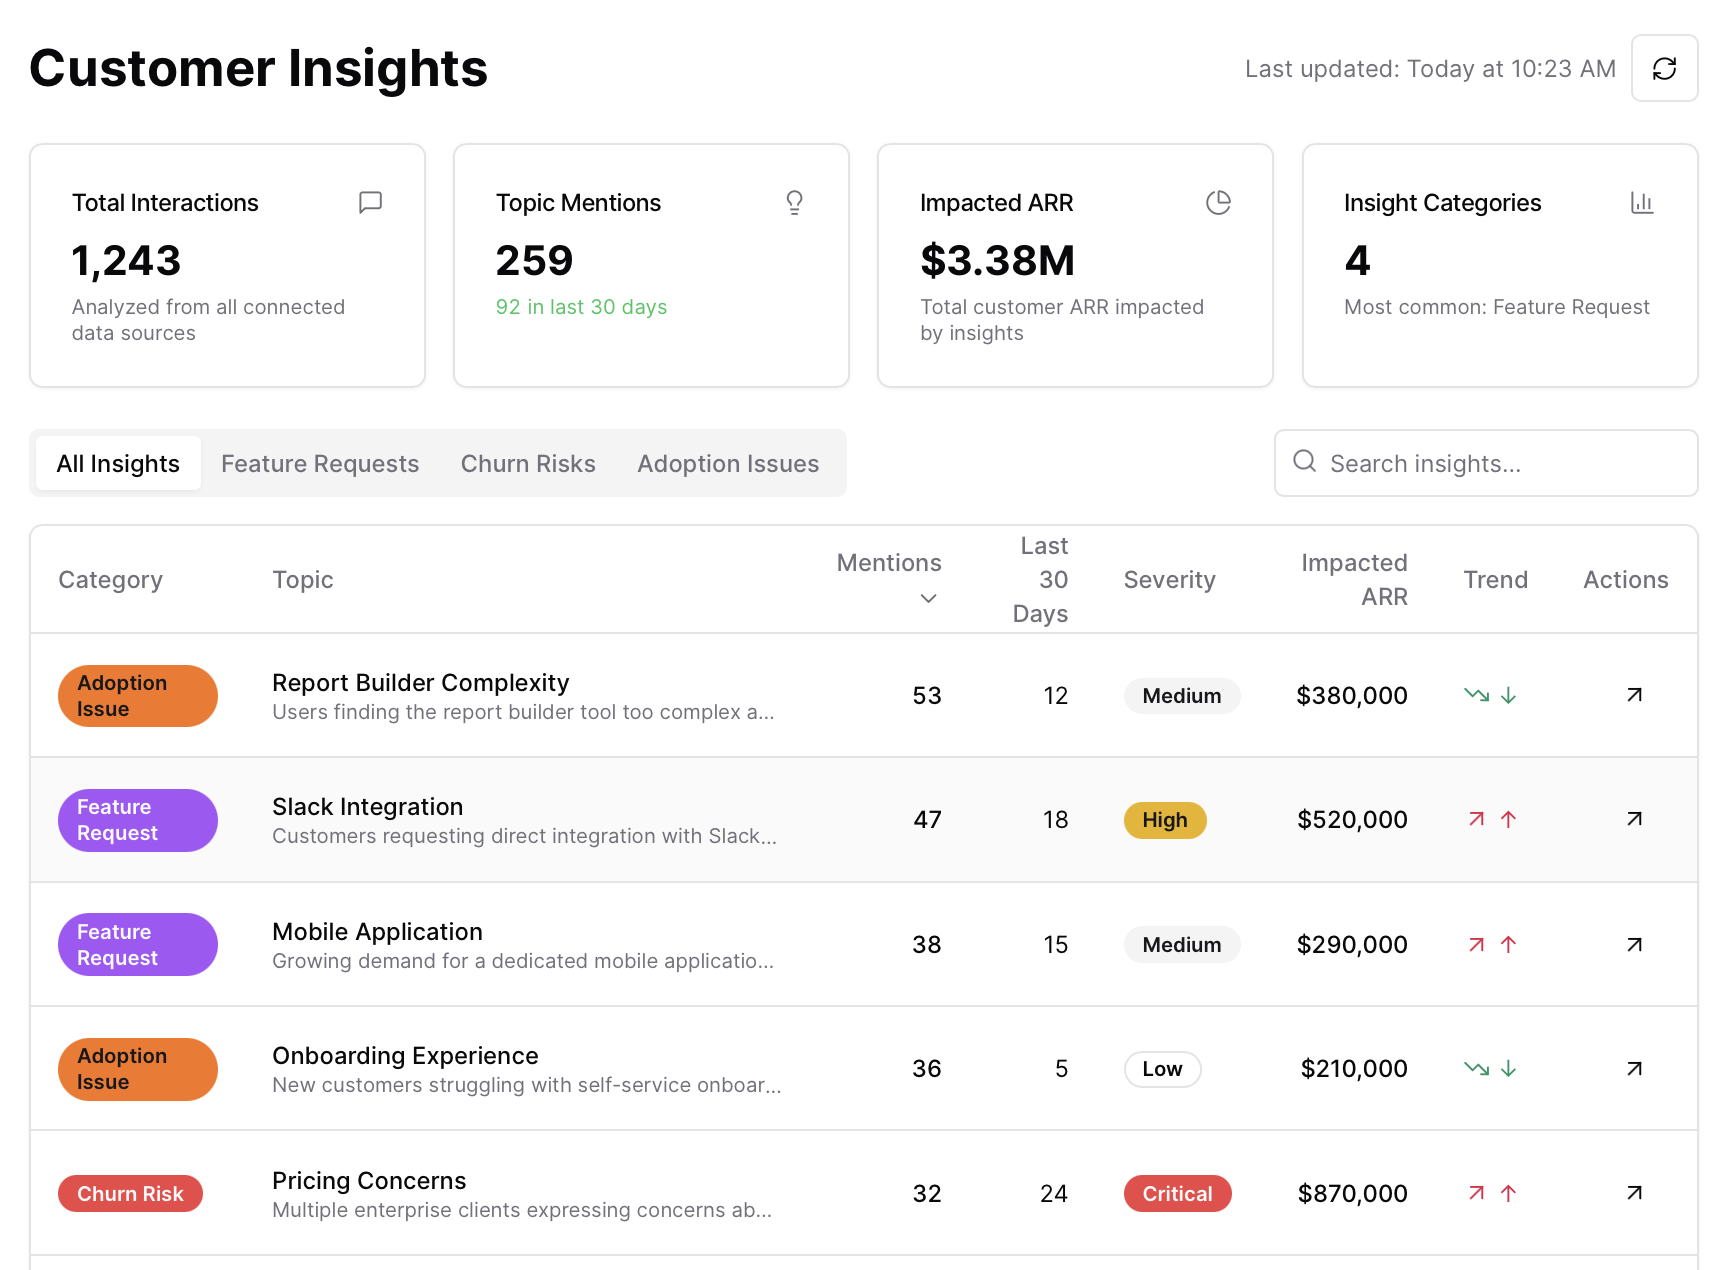 Customer Insights
Last updated: Today at 10:23 AM
Total Interactions
1,243
Analyzed from all connected
data sources
Topic Mentions
259
92 in last 30 days
Impacted ARR
$3.38M
Total customer ARR impacted
by insights
Insight Categories
4
Most common: Feature Request
All Insights
Feature Requests
Churn Risks
Adoption Issues
Search insights...
Category
Topic
Mentions
Last
30
Days
Severity
Impacted
ARR
Trend
Actions
Adoption
Issue
Report Builder Complexity
Users finding the report builder tool too complex a...
53
12
Medium
$380,000
Feature
Request
Slack Integration
Customers requesting direct integration with Slack...
47
18
High
$520,000
Feature
Request
Mobile Application
Growing demand for a dedicated mobile applicatio...
38
15
Medium
$290,000
Adoption
Issue
Onboarding Experience
New customers struggling with self-service onboar...
36
5
Low
$210,000
Churn Risk
Pricing Concerns
Multiple enterprise clients expressing concerns ab...
32
24
Critical
$870,000